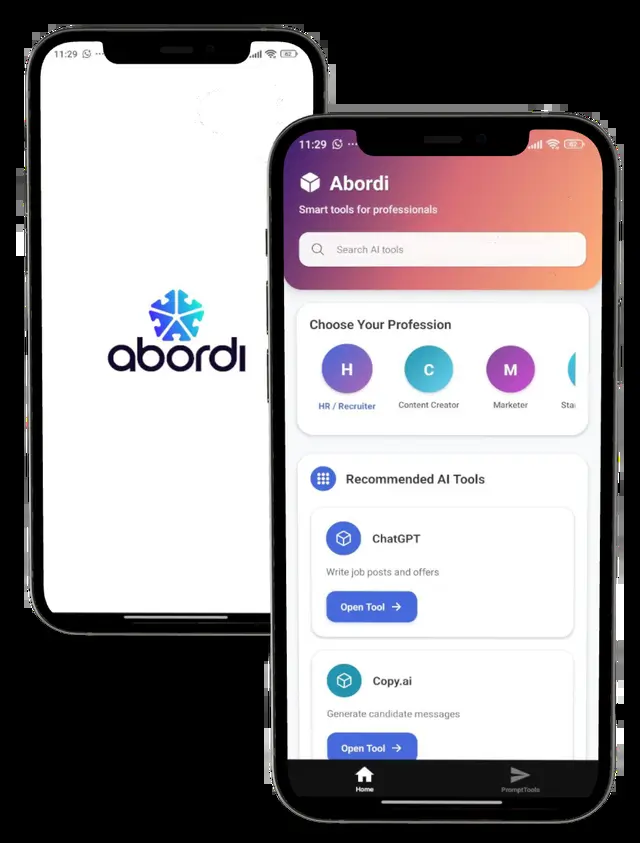 11:29
abordi
11:29
82
Abordi
Smart tools for professionals
Search AI tools
Choose Your Profession
H
C
M
HR / Recruiter
Content Creator
Marketer
Recommended AI Tools
ChatGPT
Write job posts and offers
Open Tool →
Copy.ai
Generate candidate messages
Open Tool →
Home
PromptTools